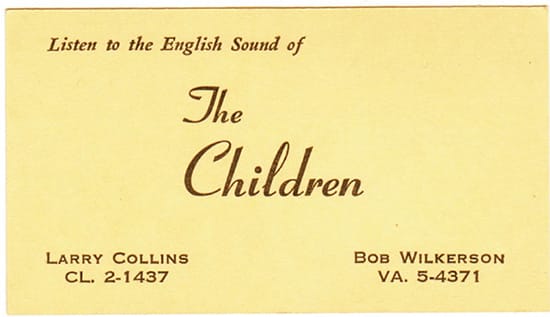 Listen to the English Sound of
The
Children
LARRY COLLINS
CL. 2-1437
BOB WILKERSON
VA. 5-4371